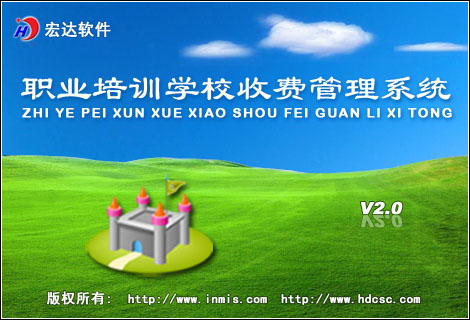 宏达软件
职业培训学校收费管理系统
ZHI YE PEI XUN XUE XIAO SHOU FEI GUAN LI XI TONG
V2.0
版权所有: http://www.inmis.com http://www.hdcsc.com